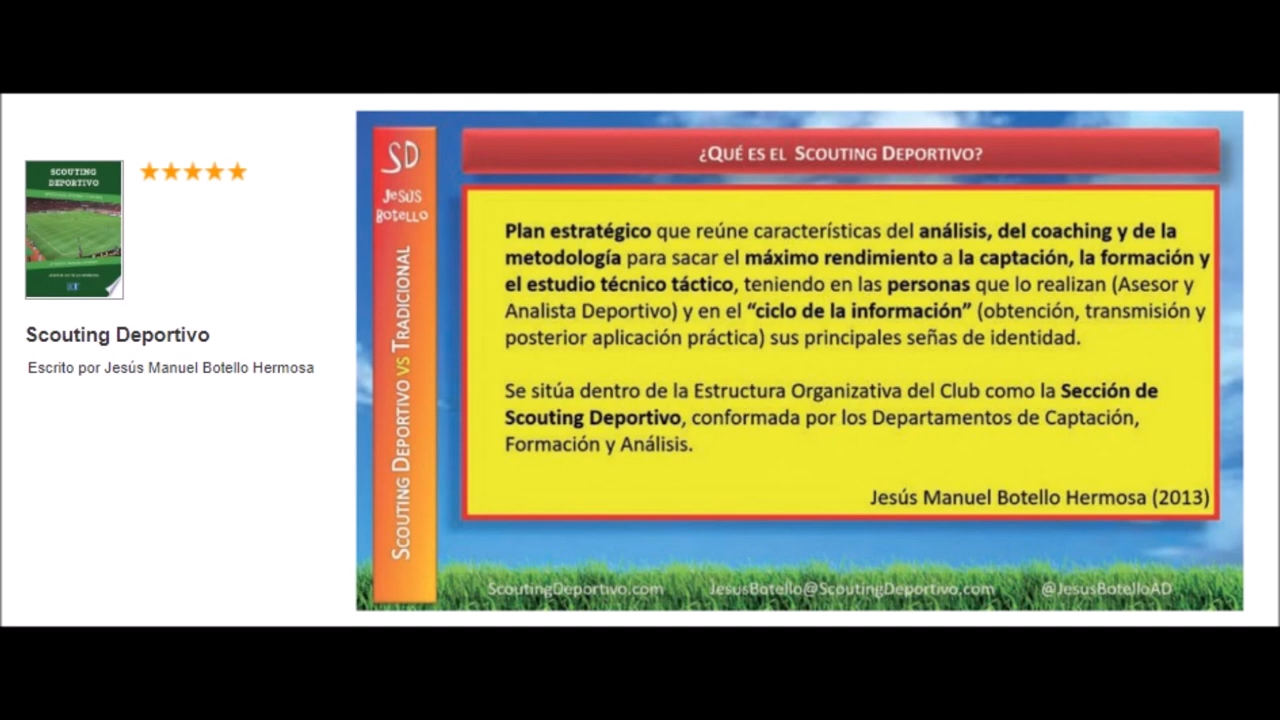 SCOUTING
DEPORTIVO
Scouting Deportivo
Escrito por Jesús Manuel Botello Hermosa
SD
JESÚS
BOTELLO
SCOUTING DEPORTIVO VS TRADICIONAL
¿QUÉ ES EL SCOUTING DEPORTIVO?
Plan estratégico que reúne características del análisis, del coaching y de la
metodología para sacar el máximo rendimiento a la captación, la formación y
el estudio técnico táctico, teniendo en las personas que lo realizan (Asesor y
Analista Deportivo) y en el “ciclo de la información” (obtención, transmisión y
posterior aplicación práctica) sus principales señas de identidad.
Se sitúa dentro de la Estructura Organizativa del Club como la Sección de
Scouting Deportivo, conformada por los Departamentos de Captación,
Formación y Análisis.
Jesús Manuel Botello Hermosa (2013)
ScoutingDeportivo.com JesusBotello@ScoutingDeportivo.com @JesusBotelloAD